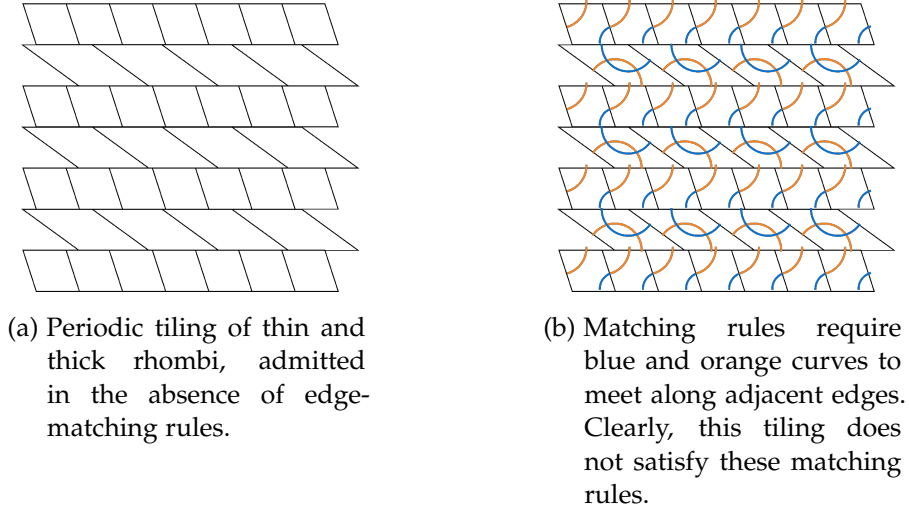 (a) Periodic tiling of thin and
thick rhombi, admitted
in the absence of edge-
matching rules.
(b) Matching rules require
blue and orange curves to
meet along adjacent edges.
Clearly, this tiling does
not satisfy these matching
rules.